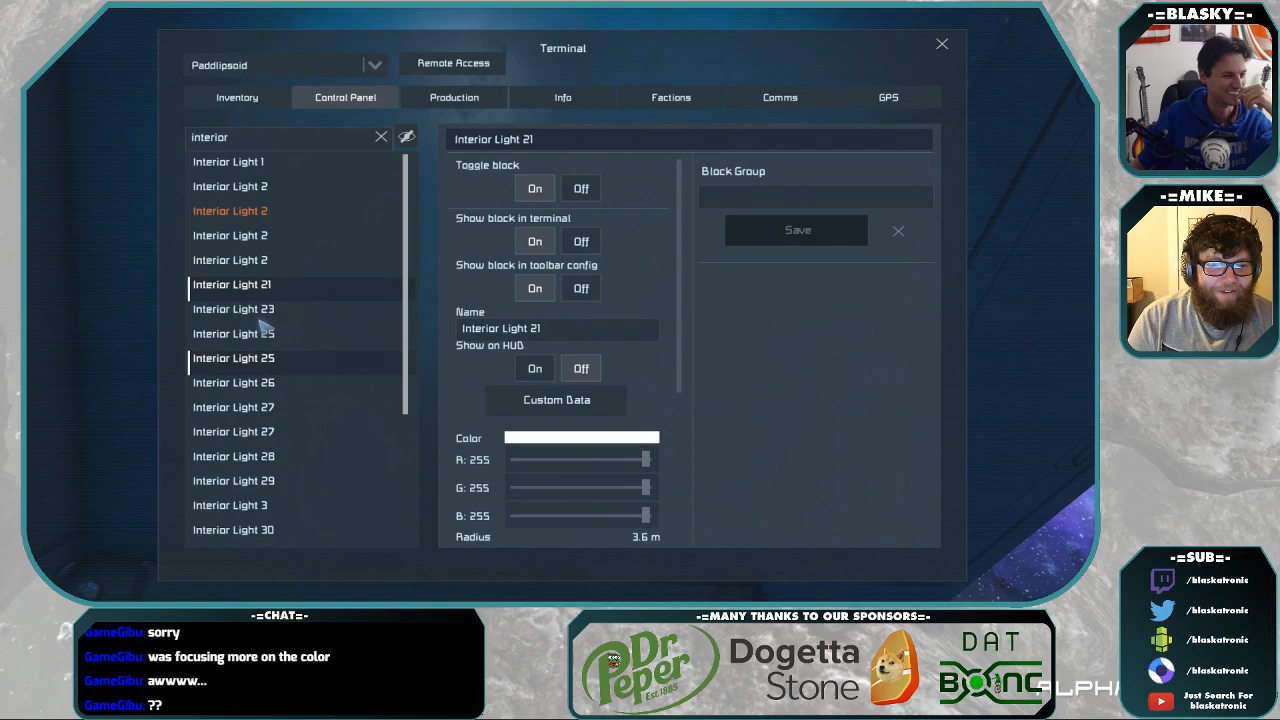 Terminal
Paddlipsoid
Remote Access
Inventory
Control Panel
Production
Info
Factions
Comms
GPS
interior
Interior Light 1
Interior Light 2
Interior Light 2
Interior Light 2
Interior Light 2
Interior Light 21
Interior Light 23
Interior Light 25
Interior Light 25
Interior Light 26
Interior Light 27
Interior Light 27
Interior Light 28
Interior Light 29
Interior Light 3
Interior Light 30
Interior Light 21
Toggle block
On Off
Show block in terminal
On Off
Show block in toolbar config
On Off
Name
Interior Light 21
Show on HUD
On Off
Custom Data
Color
R: 255
G: 255
B: 255
Radius 3.6 m
Block Group
Save
-=BLASKY=-
-=MIKE=-
-=SUB=-
/blaskatronic
/blaskatronic
/blaskatronic
/blaskatronic
Just Search For
blaskatronic
-=CHAT=-
GameGibu: sorry
GameGibu: was focusing more on the color
GameGibu: awwww...
GameGibu: ??
-=MANY THANKS TO OUR SPONSORS=-
Dr
Peper
EST. 1885
Dogetta
Stone
DAT
BOINC
ALPHA